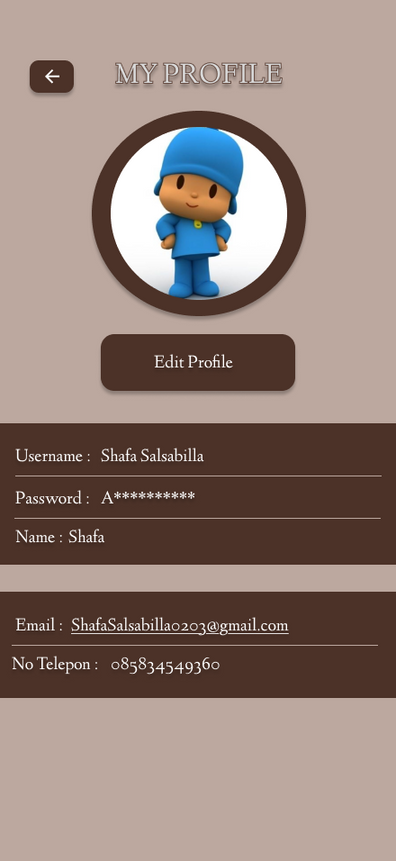 MY PROFILE
Edit Profile
Username : Shafa Salsabilla
Password : A**********
Name : Shafa
Email : ShafaSalsabilla0203@gmail.com
No Telepon : 085834549360